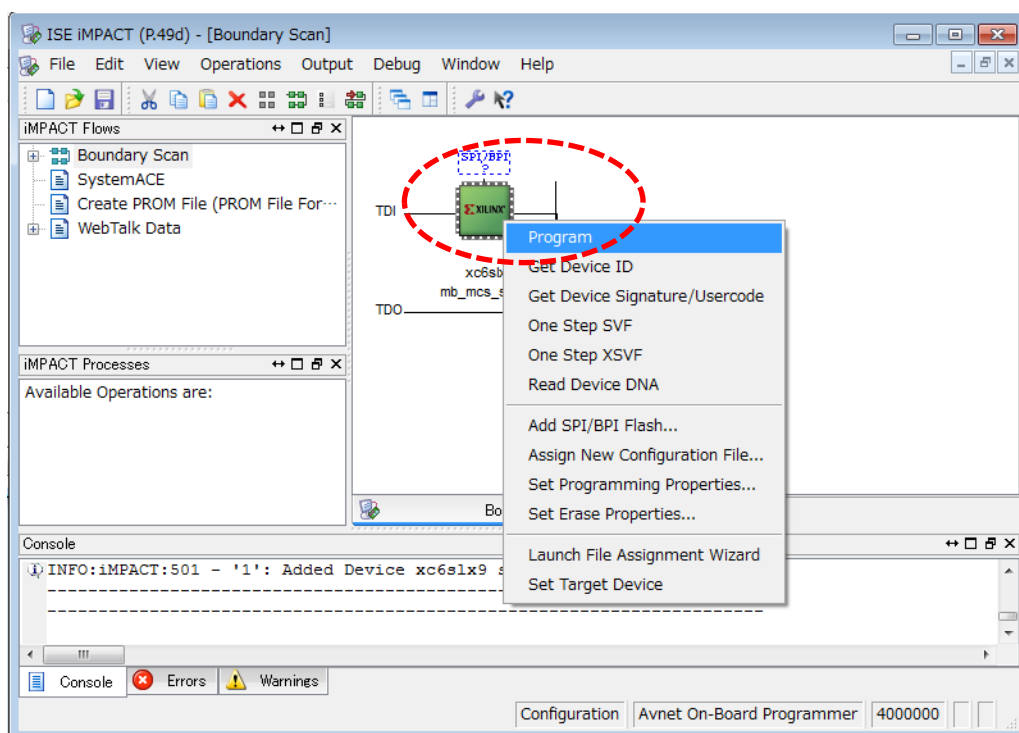 ISE iMPACT (P.49d) - [Boundary Scan]
File Edit View Operations Output Debug Window Help
iMPACT Flows
Boundary Scan
SystemACE
Create PROM File (PROM File For···
WebTalk Data
iMPACT Processes
Available Operations are:
SPI/BPI
?
TDI
XILINX
xc6sl
mb_mcs_s
TDO
Program
Get Device ID
Get Device Signature/Usercode
One Step SVF
One Step XSVF
Read Device DNA
Add SPI/BPI Flash...
Assign New Configuration File...
Set Programming Properties...
Set Erase Properties...
Launch File Assignment Wizard
Set Target Device
Bo
Console
INFO:iMPACT:501 - '1': Added Device xc6slx9 s
----------------------------------------------------------------------
----------------------------------------------------------------------
Console Errors Warnings
Configuration Avnet On-Board Programmer 4000000